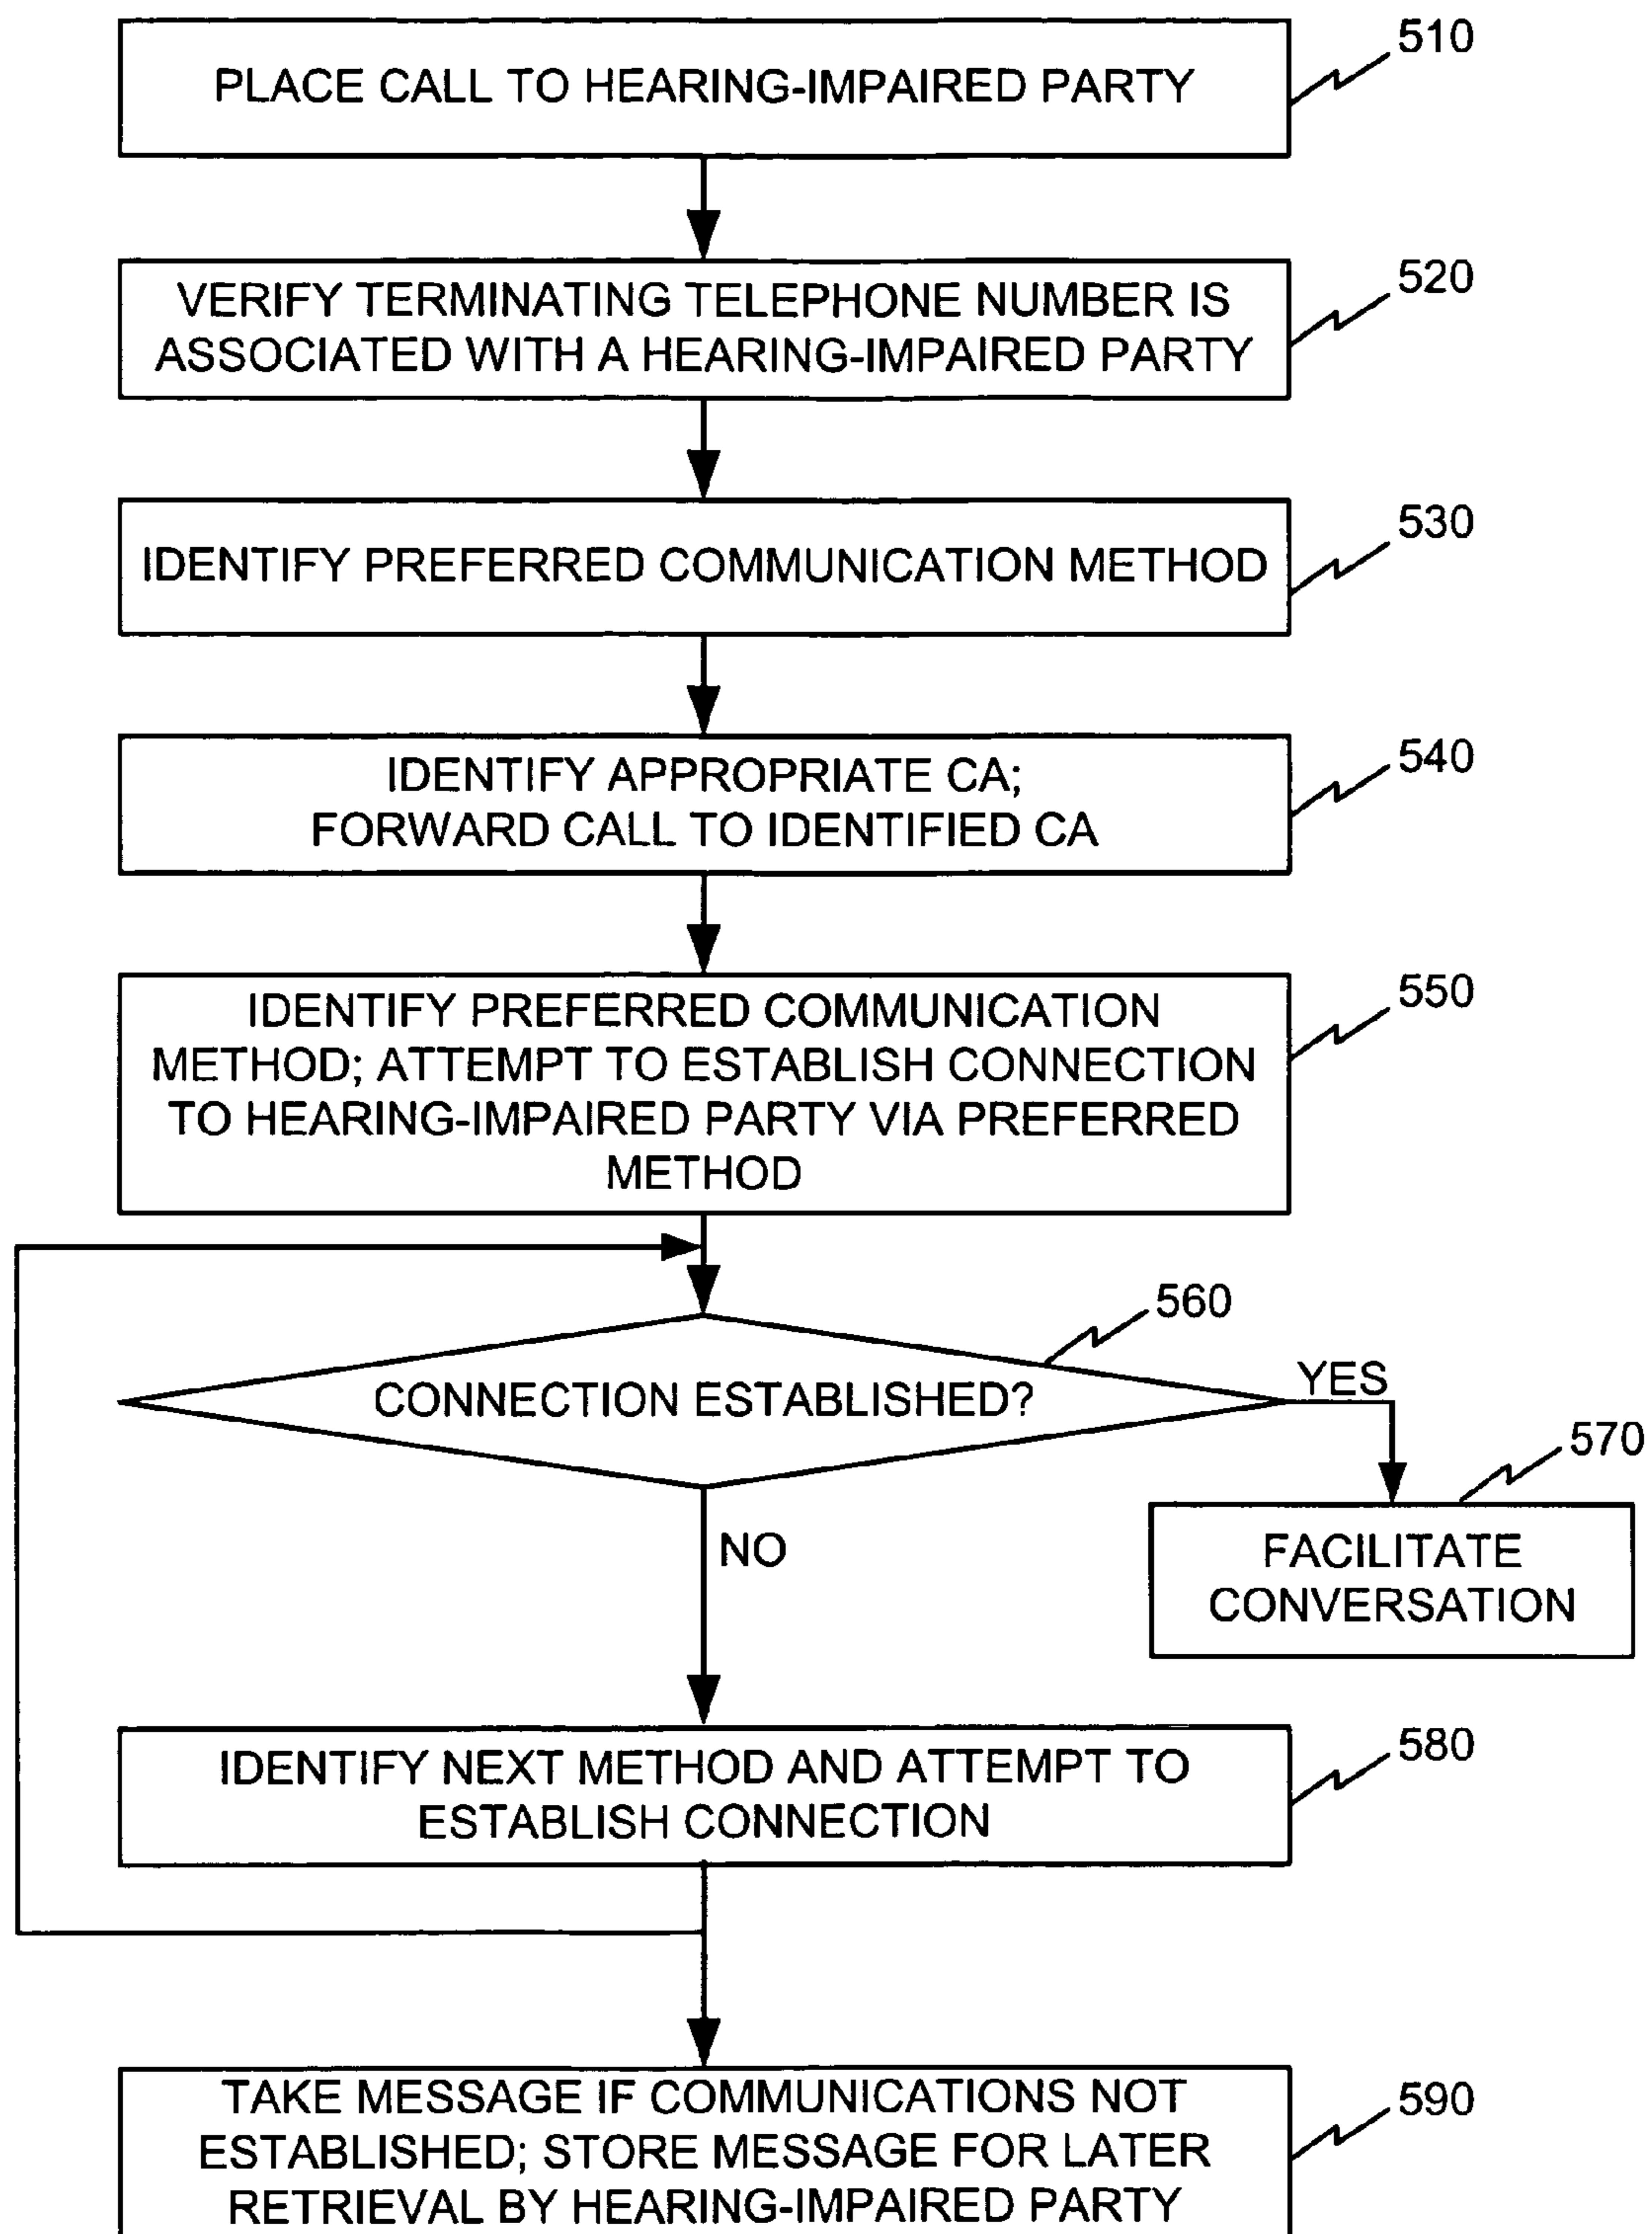 PLACE CALL TO HEARING-IMPAIRED PARTY
510
VERIFY TERMINATING TELEPHONE NUMBER IS
ASSOCIATED WITH A HEARING-IMPAIRED PARTY
520
IDENTIFY PREFERRED COMMUNICATION METHOD
530
IDENTIFY APPROPRIATE CA;
FORWARD CALL TO IDENTIFIED CA
540
IDENTIFY PREFERRED COMMUNICATION
METHOD; ATTEMPT TO ESTABLISH CONNECTION
TO HEARING-IMPAIRED PARTY VIA PREFERRED
METHOD
550
CONNECTION ESTABLISHED?
560
YES
FACILITATE
CONVERSATION
570
NO
IDENTIFY NEXT METHOD AND ATTEMPT TO
ESTABLISH CONNECTION
580
TAKE MESSAGE IF COMMUNICATIONS NOT
ESTABLISHED; STORE MESSAGE FOR LATER
RETRIEVAL BY HEARING-IMPAIRED PARTY
590